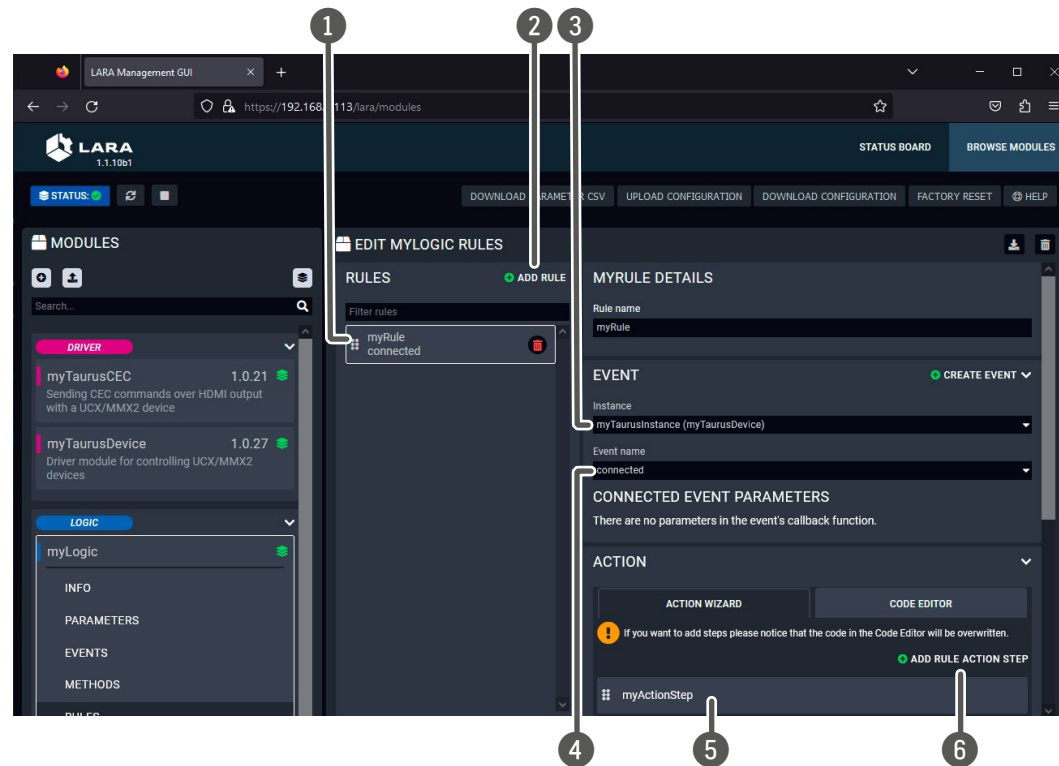 1 2 3
LARA Management GUI
https://192.168. 113/lara/modules
LARA
1.1.10b1
STATUS BOARD
BROWSE MODULES
STATUS:
DOWNLOAD PARAMETER CSV
UPLOAD CONFIGURATION
DOWNLOAD CONFIGURATION
FACTORY RESET
HELP
MODULES
Search...
DRIVER
myTaurusCEC 1.0.21
Sending CEC commands over HDMI output
with a UCX/MMX2 device
myTaurusDevice 1.0.27
Driver module for controlling UCX/MMX2
devices
LOGIC
myLogic
INFO
PARAMETERS
EVENTS
METHODS
RULES
EDIT MYLOGIC RULES
RULES
ADD RULE
Filter rules
myRule
connected
MYRULE DETAILS
Rule name
myRule
EVENT
CREATE EVENT
Instance
myTaurusInstance (myTaurusDevice)
Event name
connected
CONNECTED EVENT PARAMETERS
There are no parameters in the event's callback function.
ACTION
ACTION WIZARD
CODE EDITOR
If you want to add steps please notice that the code in the Code Editor will be overwritten.
ADD RULE ACTION STEP
myActionStep
4 5 6